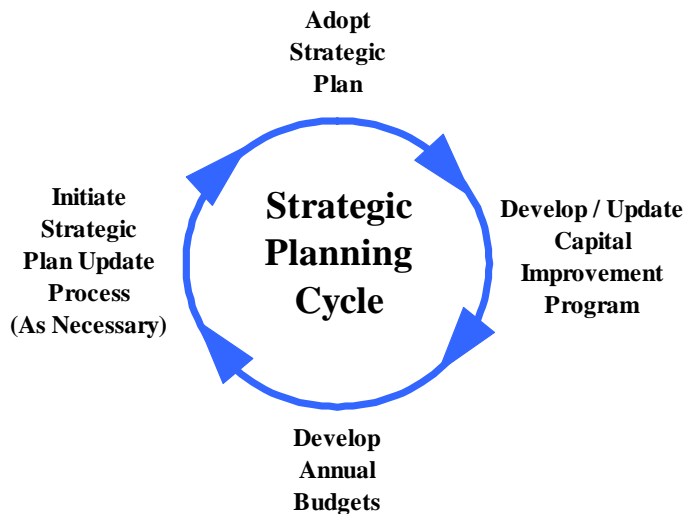 Adopt
Strategic
Plan
Strategic
Planning
Cycle
Develop / Update
Capital
Improvement
Program
Develop
Annual
Budgets
Initiate
Strategic
Plan Update
Process
(As Necessary)